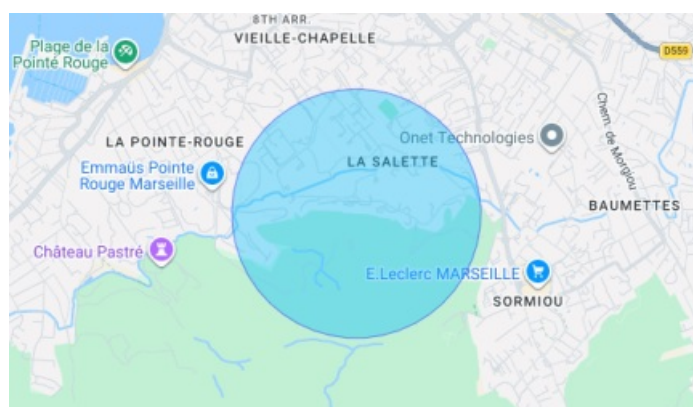 8TH ARR.
VIEILLE-CHAPELLE
Plage de la
Pointe Rouge
D559
Chem. de Morgiou
LA POINTE-ROUGE
Onet Technologies
LA SALETTE
Emmaüs Pointe
Rouge Marseille
BAUMETTES
Château Pastré
E.Leclerc MARSEILLE
SORMIOU